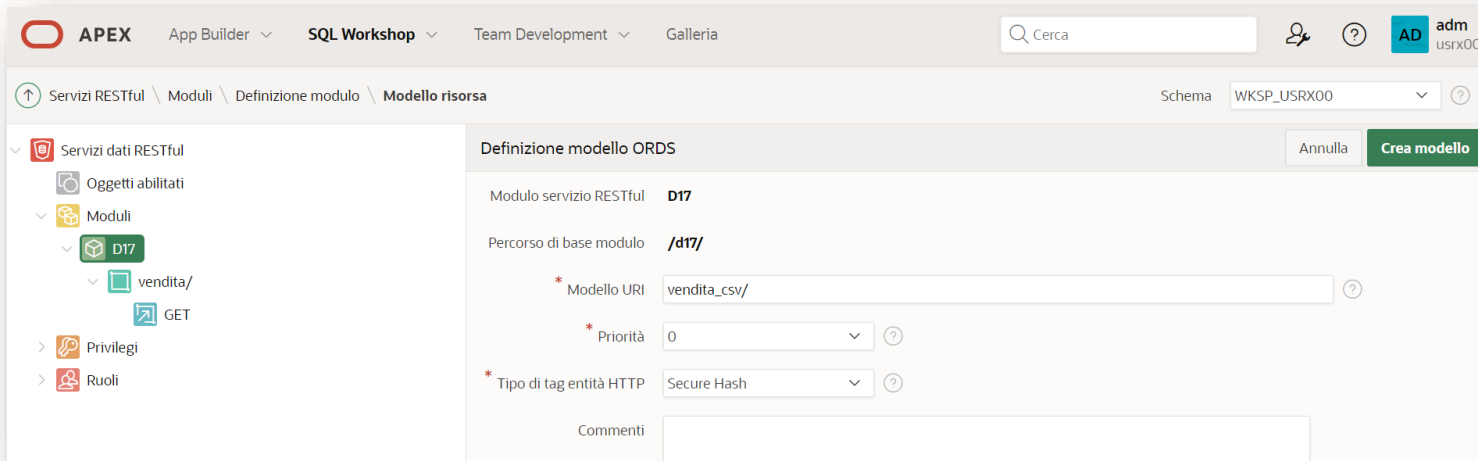 APEX App Builder SQL Workshop Team Development Galleria Cerca AD adm
usrx00
Servizi RESTful \ Moduli \ Definizione modulo \ Modello risorsa Schema WKSP_USRX00
Servizi dati RESTful
Oggetti abilitati
Moduli
D17
vendita/
GET
Privilegi
Ruoli
Definizione modello ORDS Annulla Crea modello
Modulo servizio RESTful D17
Percorso di base modulo /d17/
* Modello URI vendita_csv/
* Priorità 0
* Tipo di tag entità HTTP Secure Hash
Commenti